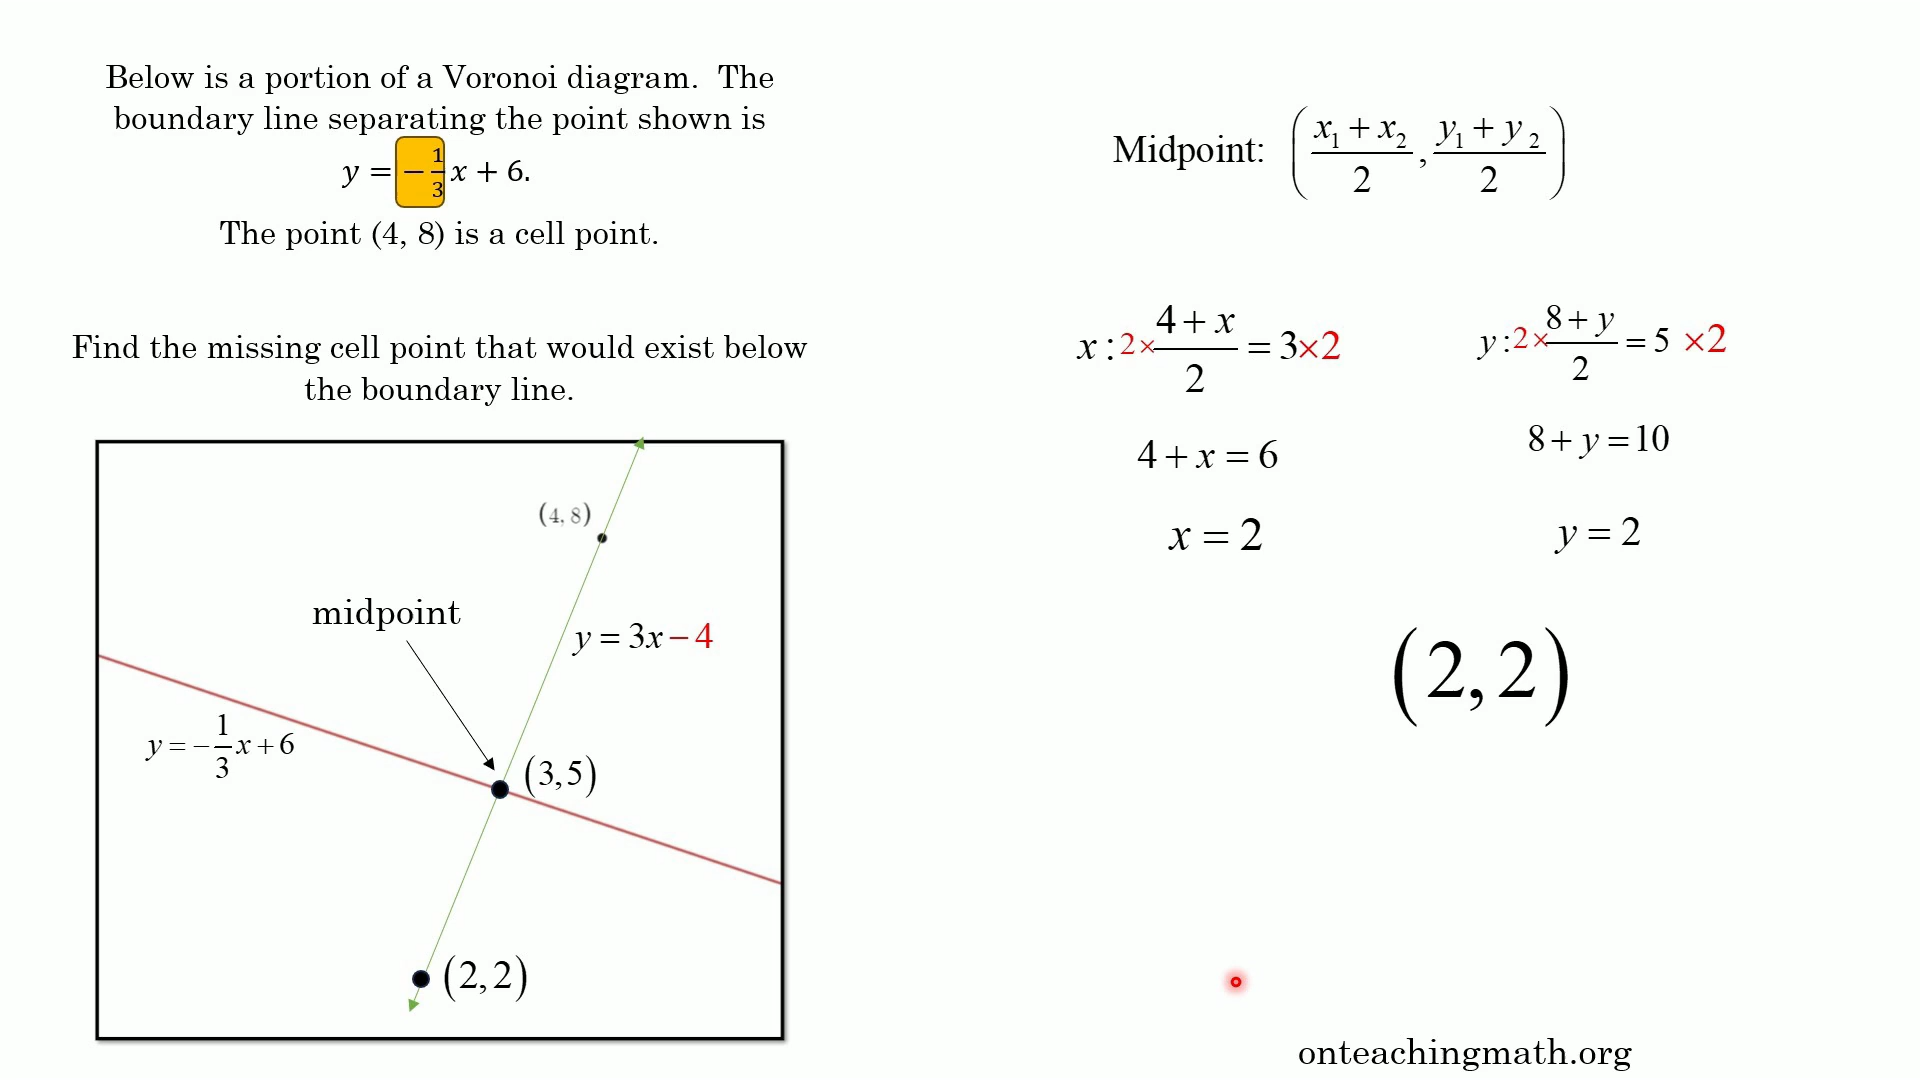 Below is a portion of a Voronoi diagram. The
boundary line separating the point shown is
y = −1/3 x + 6.
The point (4, 8) is a cell point.
Find the missing cell point that would exist below
the boundary line.
(4, 8)
midpoint
y = 3x − 4
y = −1/3 x + 6
(3,5)
(2,2)
Midpoint: ((x₁ + x₂)/2, (y₁ + y₂)/2)
x: 2 × (4 + x)/2 = 3 × 2
4 + x = 6
x = 2
y: 2 × (8 + y)/2 = 5 × 2
8 + y = 10
y = 2
(2,2)
onteachingmath.org